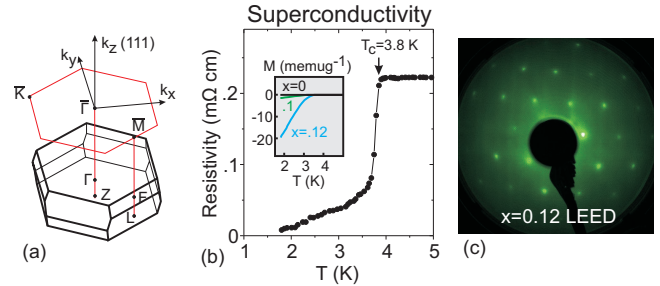 k_z (111)
k_y
k_x
K̅
Γ̅
M̅
Γ
Z
F
L
(a)
Superconductivity
T_C=3.8 K
M (memug⁻¹)
x=0
.1
x=.12
0
-10
-20
2 3 4
T (K)
Resistivity (mΩ cm)
.2
.1
0
1 2 3 4 5
T (K)
(b)
x=0.12 LEED
(c)